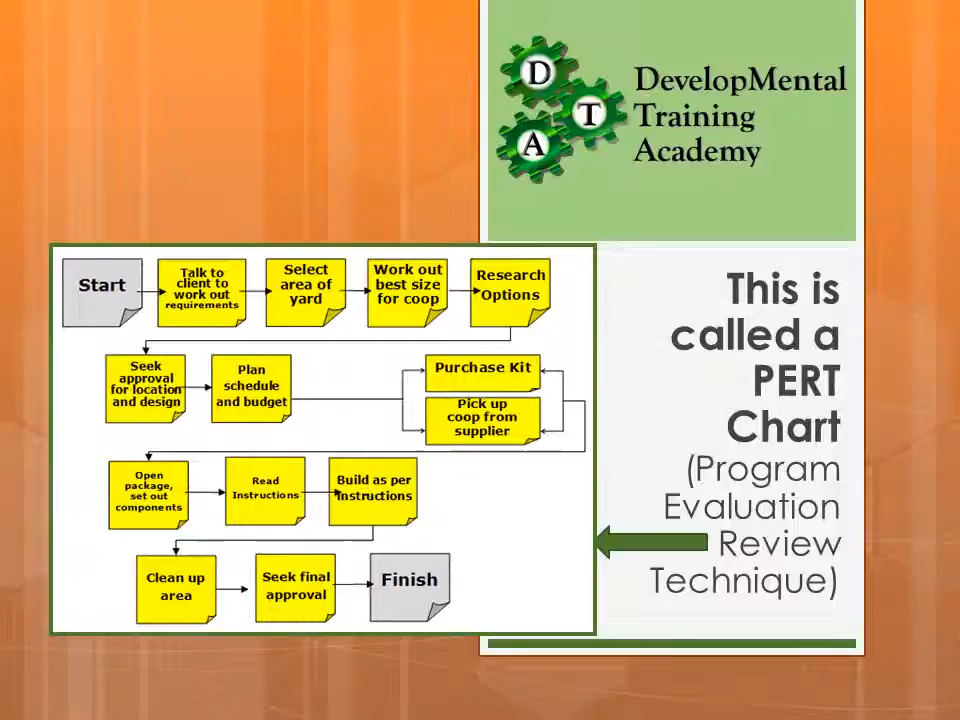 D
T
A
DevelopMental
Training
Academy
Start
Talk to
client to
work out
requirements
Select
area of
yard
Work out
best size
for coop
Research
Options
Seek
approval
for location
and design
Plan
schedule
and budget
Purchase Kit
Pick up
coop from
supplier
Open
package,
set out
components
Read
Instructions
Build as per
instructions
Clean up
area
Seek final
approval
Finish
This is
called a
PERT
Chart
(Program
Evaluation
Review
Technique)